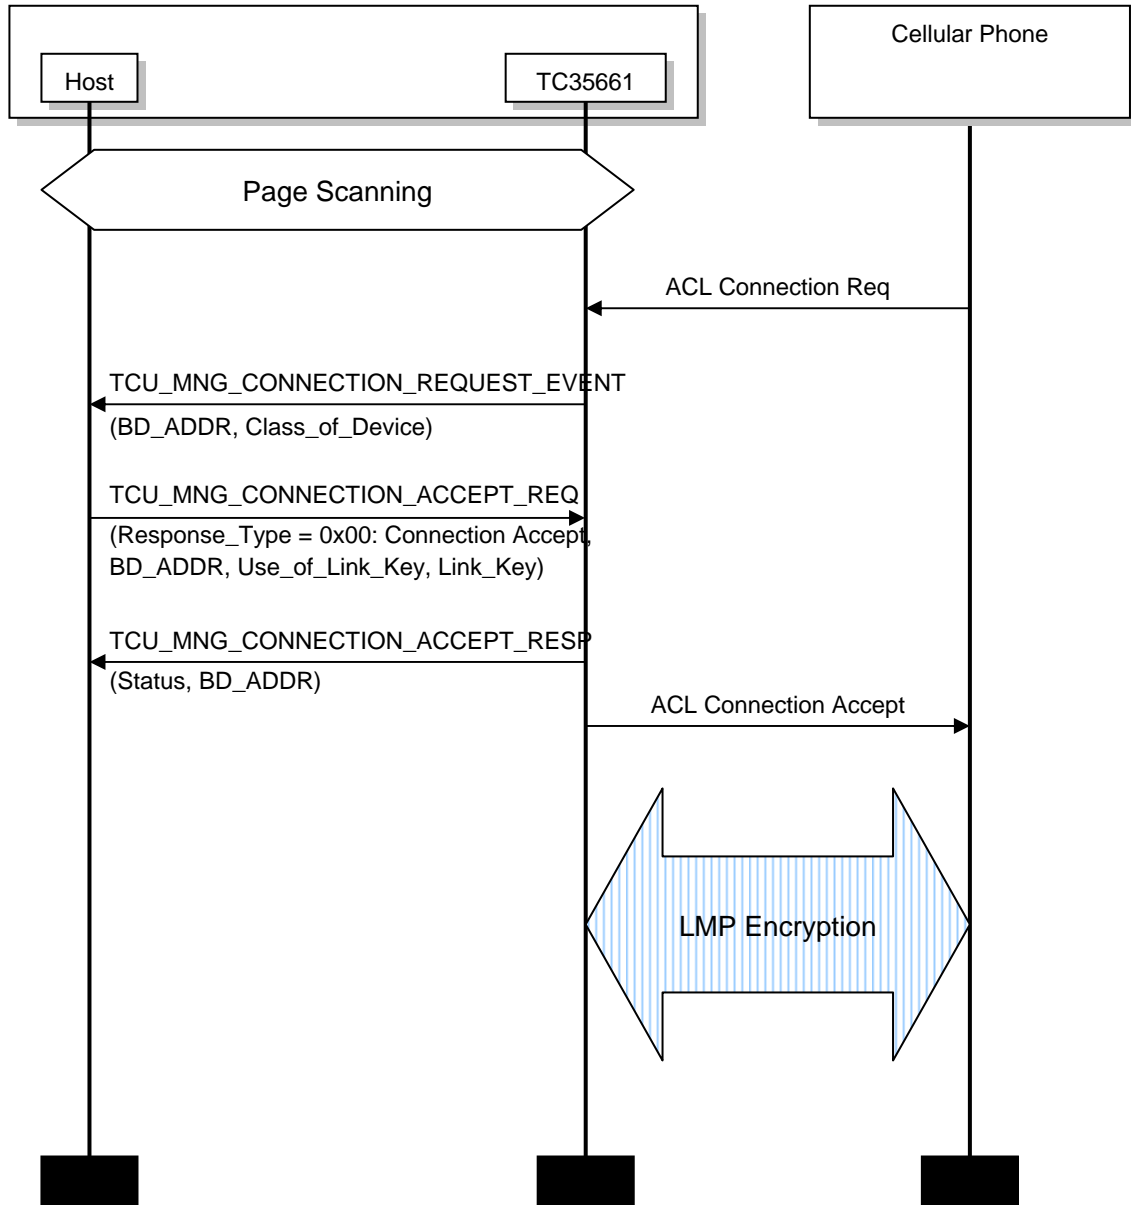 Cellular Phone
Host
TC35661
Page Scanning
ACL Connection Req
TCU_MNG_CONNECTION_REQUEST_EVENT
(BD_ADDR, Class_of_Device)
TCU_MNG_CONNECTION_ACCEPT_REQ
(Response_Type = 0x00: Connection Accept,
BD_ADDR, Use_of_Link_Key, Link_Key)
TCU_MNG_CONNECTION_ACCEPT_RESP
(Status, BD_ADDR)
ACL Connection Accept
LMP Encryption